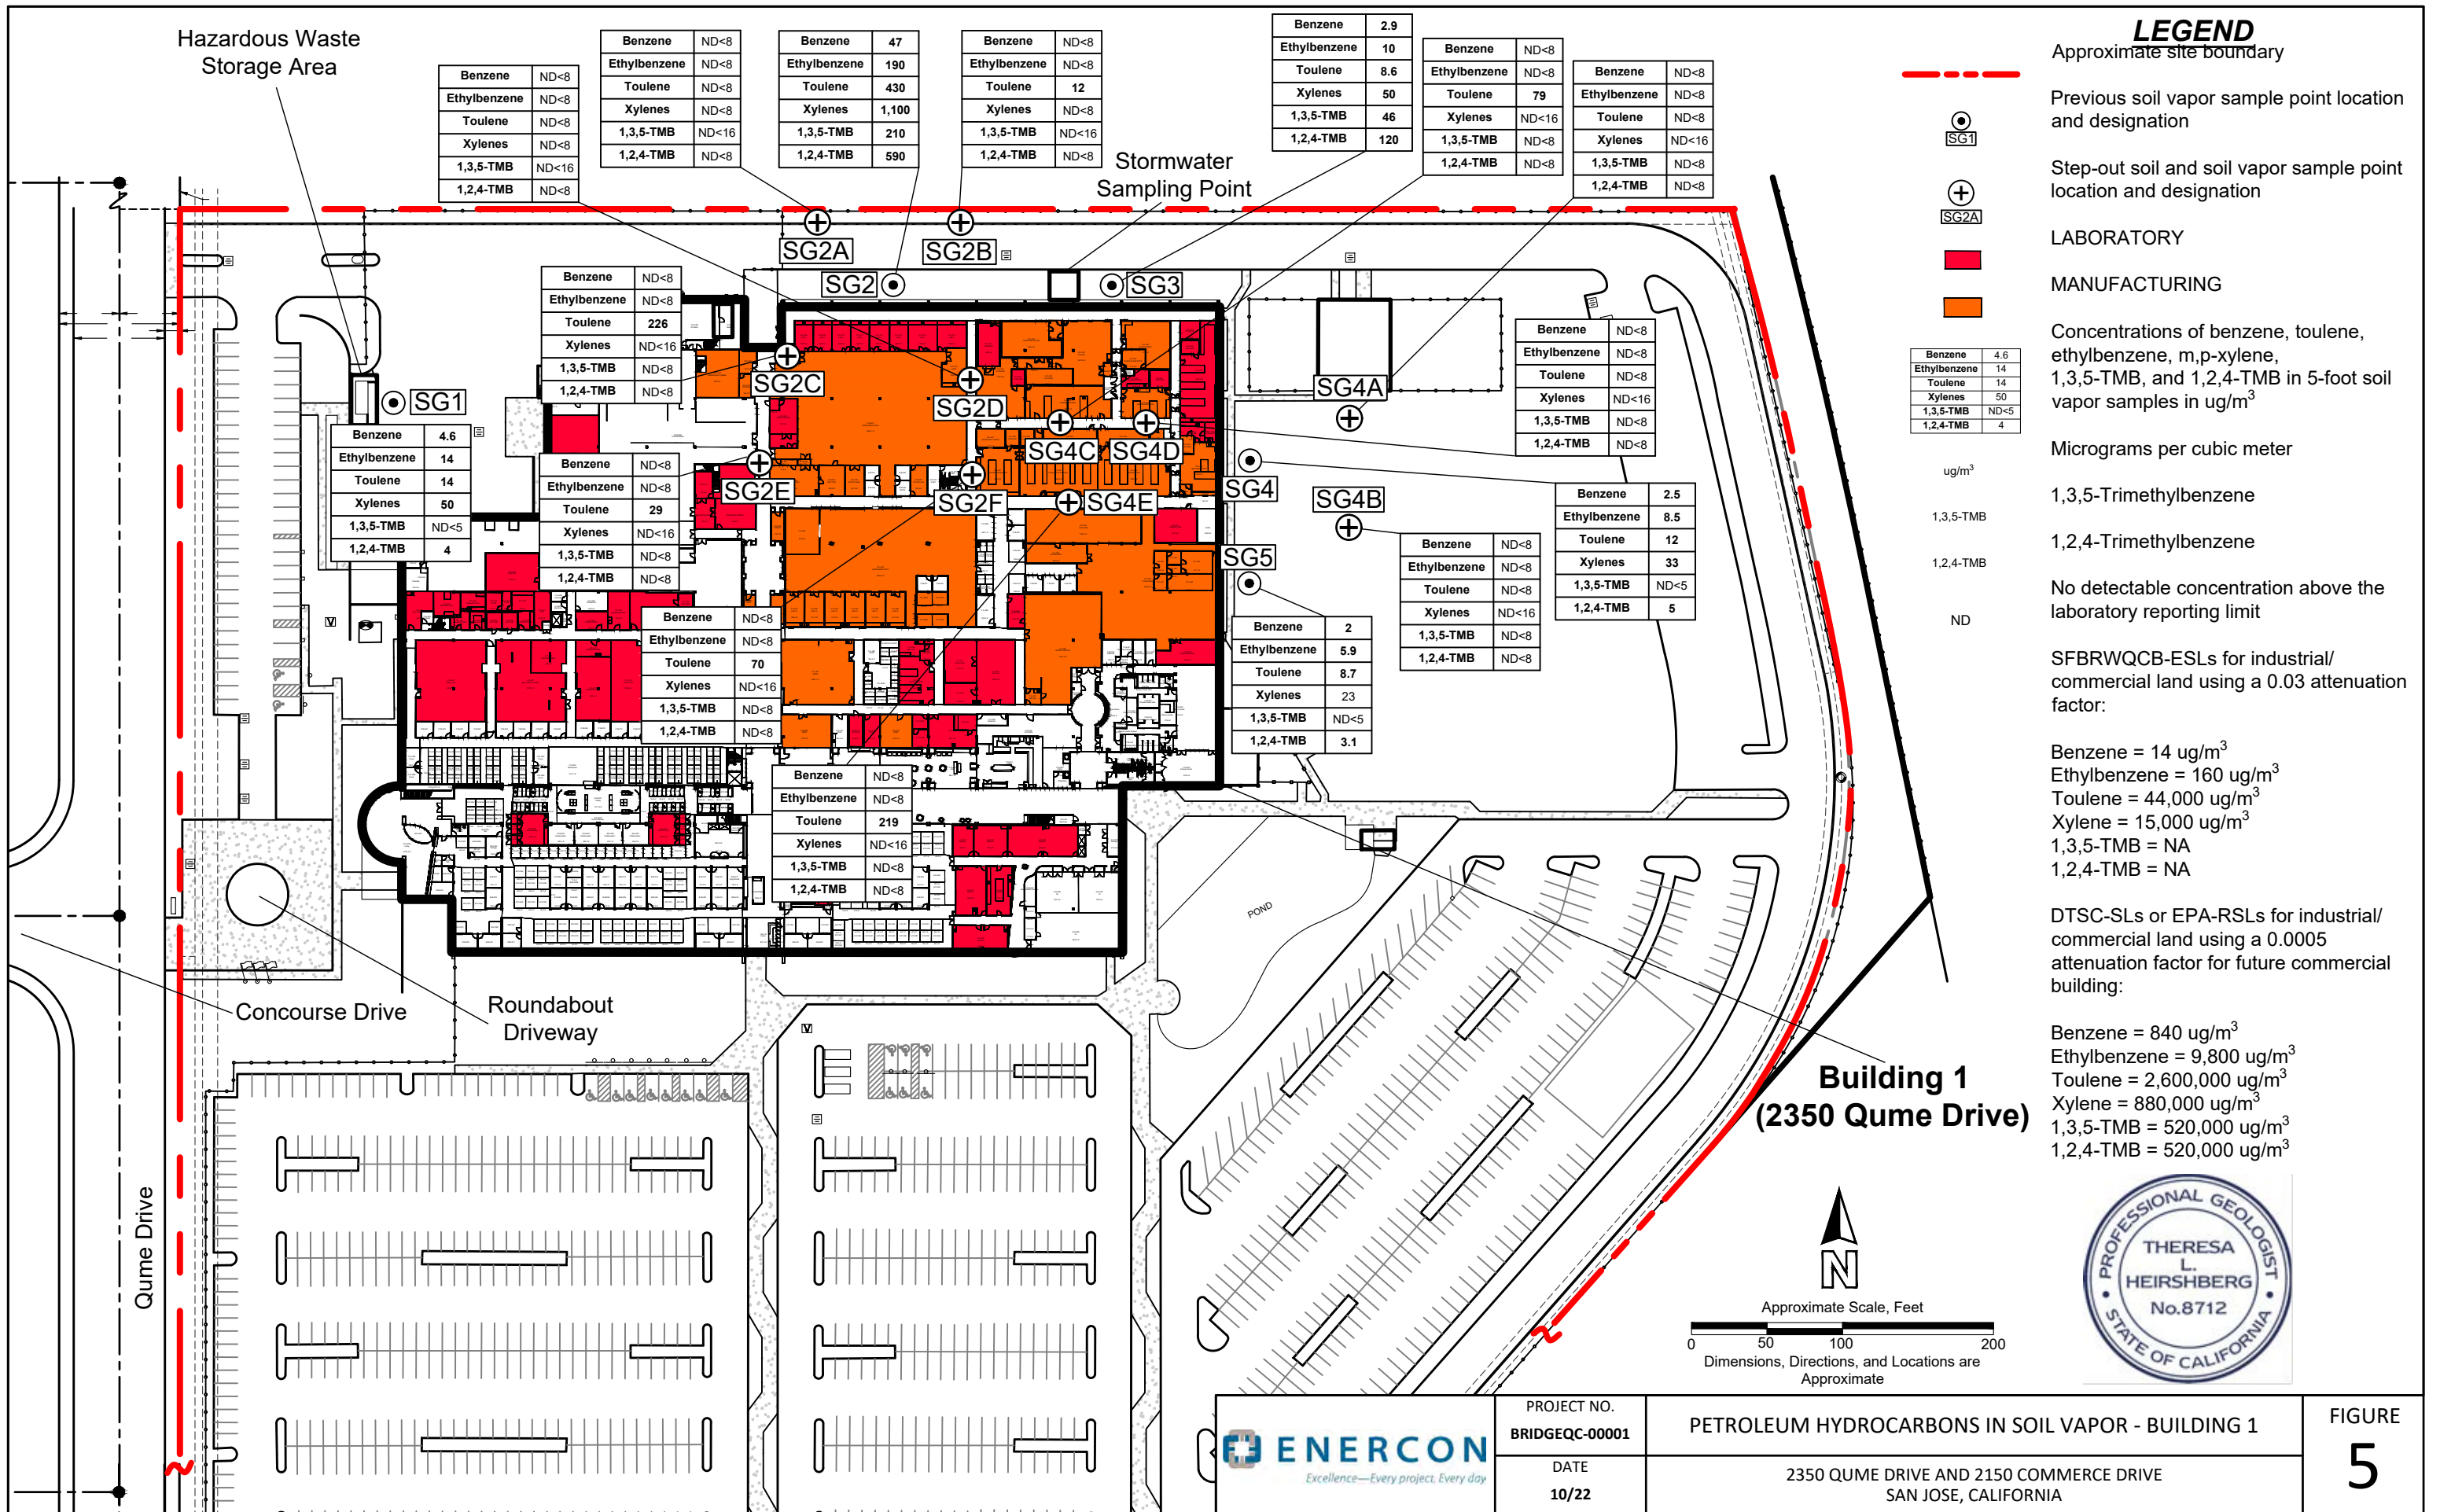 Hazardous Waste
Storage Area
Benzene ND<8
Ethylbenzene ND<8
Toulene ND<8
Xylenes ND<8
1,3,5-TMB ND<16
1,2,4-TMB ND<8
Benzene ND<8
Ethylbenzene ND<8
Toulene ND<8
Xylenes ND<8
1,3,5-TMB ND<16
1,2,4-TMB ND<8
Benzene 47
Ethylbenzene 190
Toulene 430
Xylenes 1,100
1,3,5-TMB 210
1,2,4-TMB 590
Benzene ND<8
Ethylbenzene ND<8
Toulene 12
Xylenes ND<8
1,3,5-TMB ND<16
1,2,4-TMB ND<8
Stormwater
Sampling Point
Benzene 2.9
Ethylbenzene 10
Toulene 8.6
Xylenes 50
1,3,5-TMB 46
1,2,4-TMB 120
Benzene ND<8
Ethylbenzene ND<8
Toulene 79
Xylenes ND<16
1,3,5-TMB ND<8
1,2,4-TMB ND<8
Benzene ND<8
Ethylbenzene ND<8
Toulene ND<8
Xylenes ND<16
1,3,5-TMB ND<8
1,2,4-TMB ND<8
SG2A
SG2B
SG2
SG3
Benzene ND<8
Ethylbenzene ND<8
Toulene 226
Xylenes ND<16
1,3,5-TMB ND<8
1,2,4-TMB ND<8
SG2C
SG2D
SG4A
SG1
SG4C
SG4D
SG2E
SG2F
SG4E
SG4
SG4B
SG5
Benzene ND<8
Ethylbenzene ND<8
Toulene ND<8
Xylenes ND<16
1,3,5-TMB ND<8
1,2,4-TMB ND<8
Benzene 4.6
Ethylbenzene 14
Toulene 14
Xylenes 50
1,3,5-TMB ND<5
1,2,4-TMB 4
Benzene ND<8
Ethylbenzene ND<8
Toulene 29
Xylenes ND<16
1,3,5-TMB ND<8
1,2,4-TMB ND<8
Benzene 2.5
Ethylbenzene 8.5
Toulene 12
Xylenes 33
1,3,5-TMB ND<5
1,2,4-TMB 5
Benzene ND<8
Ethylbenzene ND<8
Toulene ND<8
Xylenes ND<16
1,3,5-TMB ND<8
1,2,4-TMB ND<8
Benzene ND<8
Ethylbenzene ND<8
Toulene 70
Xylenes ND<16
1,3,5-TMB ND<8
1,2,4-TMB ND<8
Benzene 2
Ethylbenzene 5.9
Toulene 8.7
Xylenes 23
1,3,5-TMB ND<5
1,2,4-TMB 3.1
Benzene ND<8
Ethylbenzene ND<8
Toulene 219
Xylenes ND<16
1,3,5-TMB ND<8
1,2,4-TMB ND<8
V
POND
Concourse Drive
Roundabout
Driveway
V
Qume Drive
Building 1
(2350 Qume Drive)
LEGEND
Approximate site boundary
SG1
Previous soil vapor sample point location
and designation
SG2A
Step-out soil and soil vapor sample point
location and designation
LABORATORY
MANUFACTURING
Benzene 4.6
Ethylbenzene 14
Toulene 14
Xylenes 50
1,3,5-TMB ND<5
1,2,4-TMB 4
Concentrations of benzene, toulene,
ethylbenzene, m,p-xylene,
1,3,5-TMB, and 1,2,4-TMB in 5-foot soil
vapor samples in ug/m³
ug/m³ Micrograms per cubic meter
1,3,5-TMB 1,3,5-Trimethylbenzene
1,2,4-TMB 1,2,4-Trimethylbenzene
ND No detectable concentration above the
laboratory reporting limit
SFBRWQCB-ESLs for industrial/
commercial land using a 0.03 attenuation
factor:
Benzene = 14 ug/m³
Ethylbenzene = 160 ug/m³
Toulene = 44,000 ug/m³
Xylene = 15,000 ug/m³
1,3,5-TMB = NA
1,2,4-TMB = NA
DTSC-SLs or EPA-RSLs for industrial/
commercial land using a 0.0005
attenuation factor for future commercial
building:
Benzene = 840 ug/m³
Ethylbenzene = 9,800 ug/m³
Toulene = 2,600,000 ug/m³
Xylene = 880,000 ug/m³
1,3,5-TMB = 520,000 ug/m³
1,2,4-TMB = 520,000 ug/m³
PROFESSIONAL GEOLOGIST
THERESA
L.
HEIRSHBERG
No.8712
STATE OF CALIFORNIA
N
Approximate Scale, Feet
0 50 100 200
Dimensions, Directions, and Locations are
Approximate
ENERCON
Excellence—Every project. Every day
PROJECT NO.
BRIDGEQC-00001
DATE
10/22
PETROLEUM HYDROCARBONS IN SOIL VAPOR - BUILDING 1
2350 QUME DRIVE AND 2150 COMMERCE DRIVE
SAN JOSE, CALIFORNIA
FIGURE
5